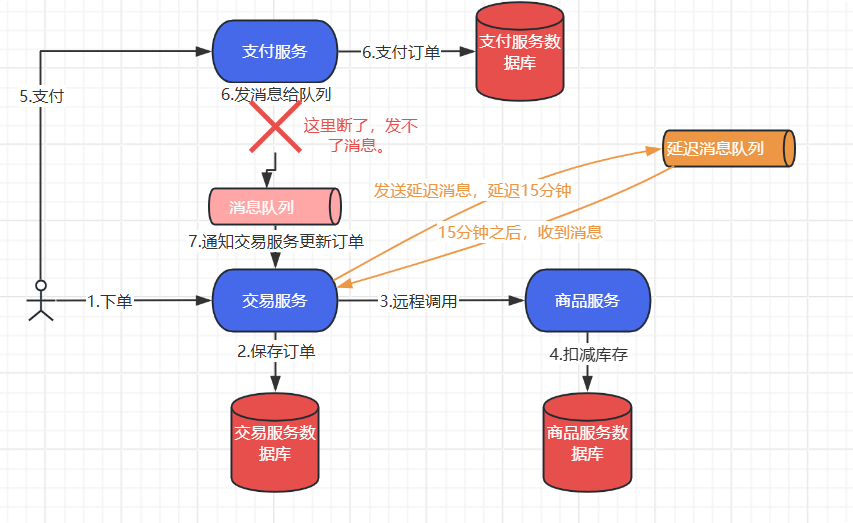 支付服务
6.支付订单
支付服务数
据库
5.支付
6.发消息给队列
这里断了，发不
了消息。
延迟消息队列
发送延迟消息，延迟15分钟
消息队列
15分钟之后，收到消息
7.通知交易服务更新订单
1.下单
交易服务
3.远程调用
商品服务
2.保存订单
4.扣减库存
交易服务数
据库
商品服务数
据库